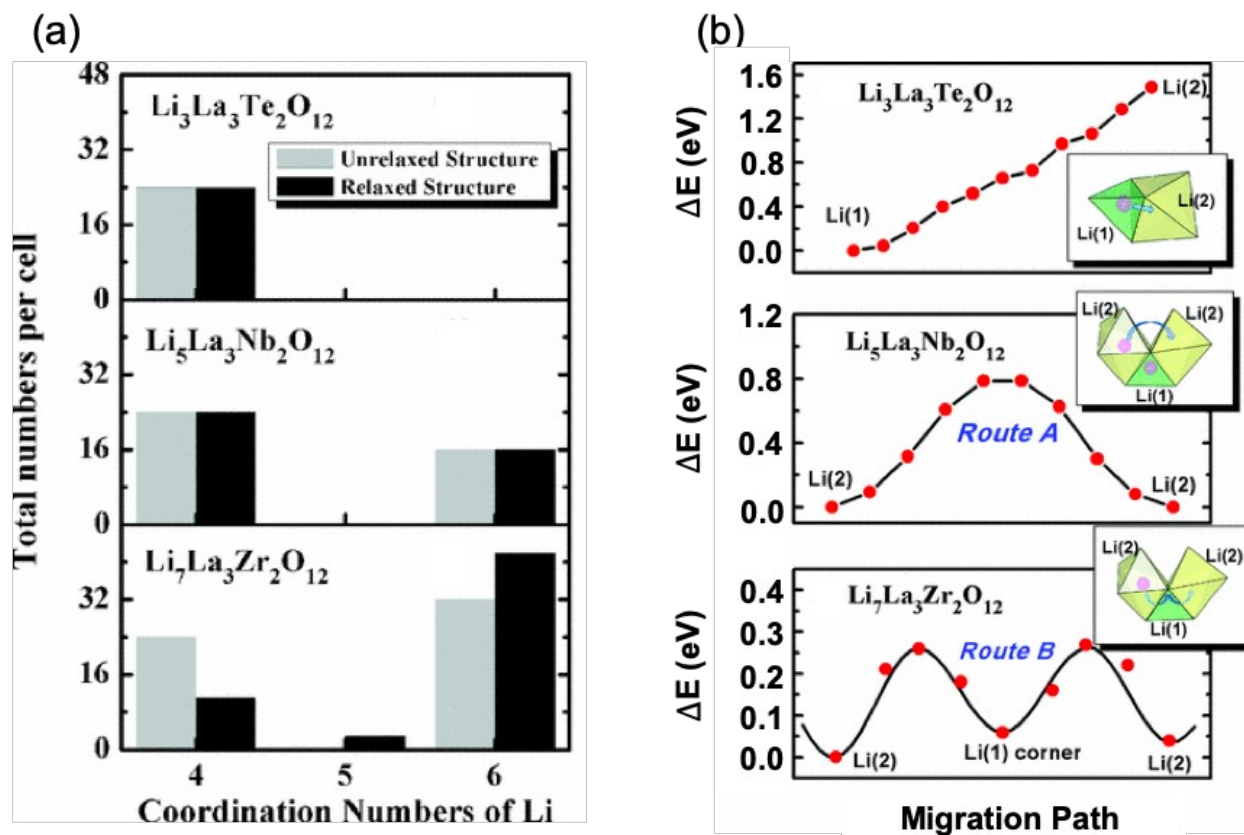 (a)
48
32
16
0
Li₃La₃Te₂O₁₂
Unrelaxed Structure
Relaxed Structure
32
16
0
Li₅La₃Nb₂O₁₂
32
16
0
Li₇La₃Zr₂O₁₂
4
5
6
Total numbers per cell
Coordination Numbers of Li
(b)
1.6
1.2
0.8
0.4
0.0
ΔE (eV)
Li₃La₃Te₂O₁₂
Li(2)
Li(1)
Li(2)
Li(1)
1.2
0.8
0.4
0.0
ΔE (eV)
Li₅La₃Nb₂O₁₂
Route A
Li(2)
Li(2)
Li(2)
Li(2)
Li(1)
0.4
0.3
0.2
0.1
0.0
ΔE (eV)
Li₇La₃Zr₂O₁₂
Route B
Li(2)
Li(1) corner
Li(2)
Li(2)
Li(2)
Li(1)
Migration Path